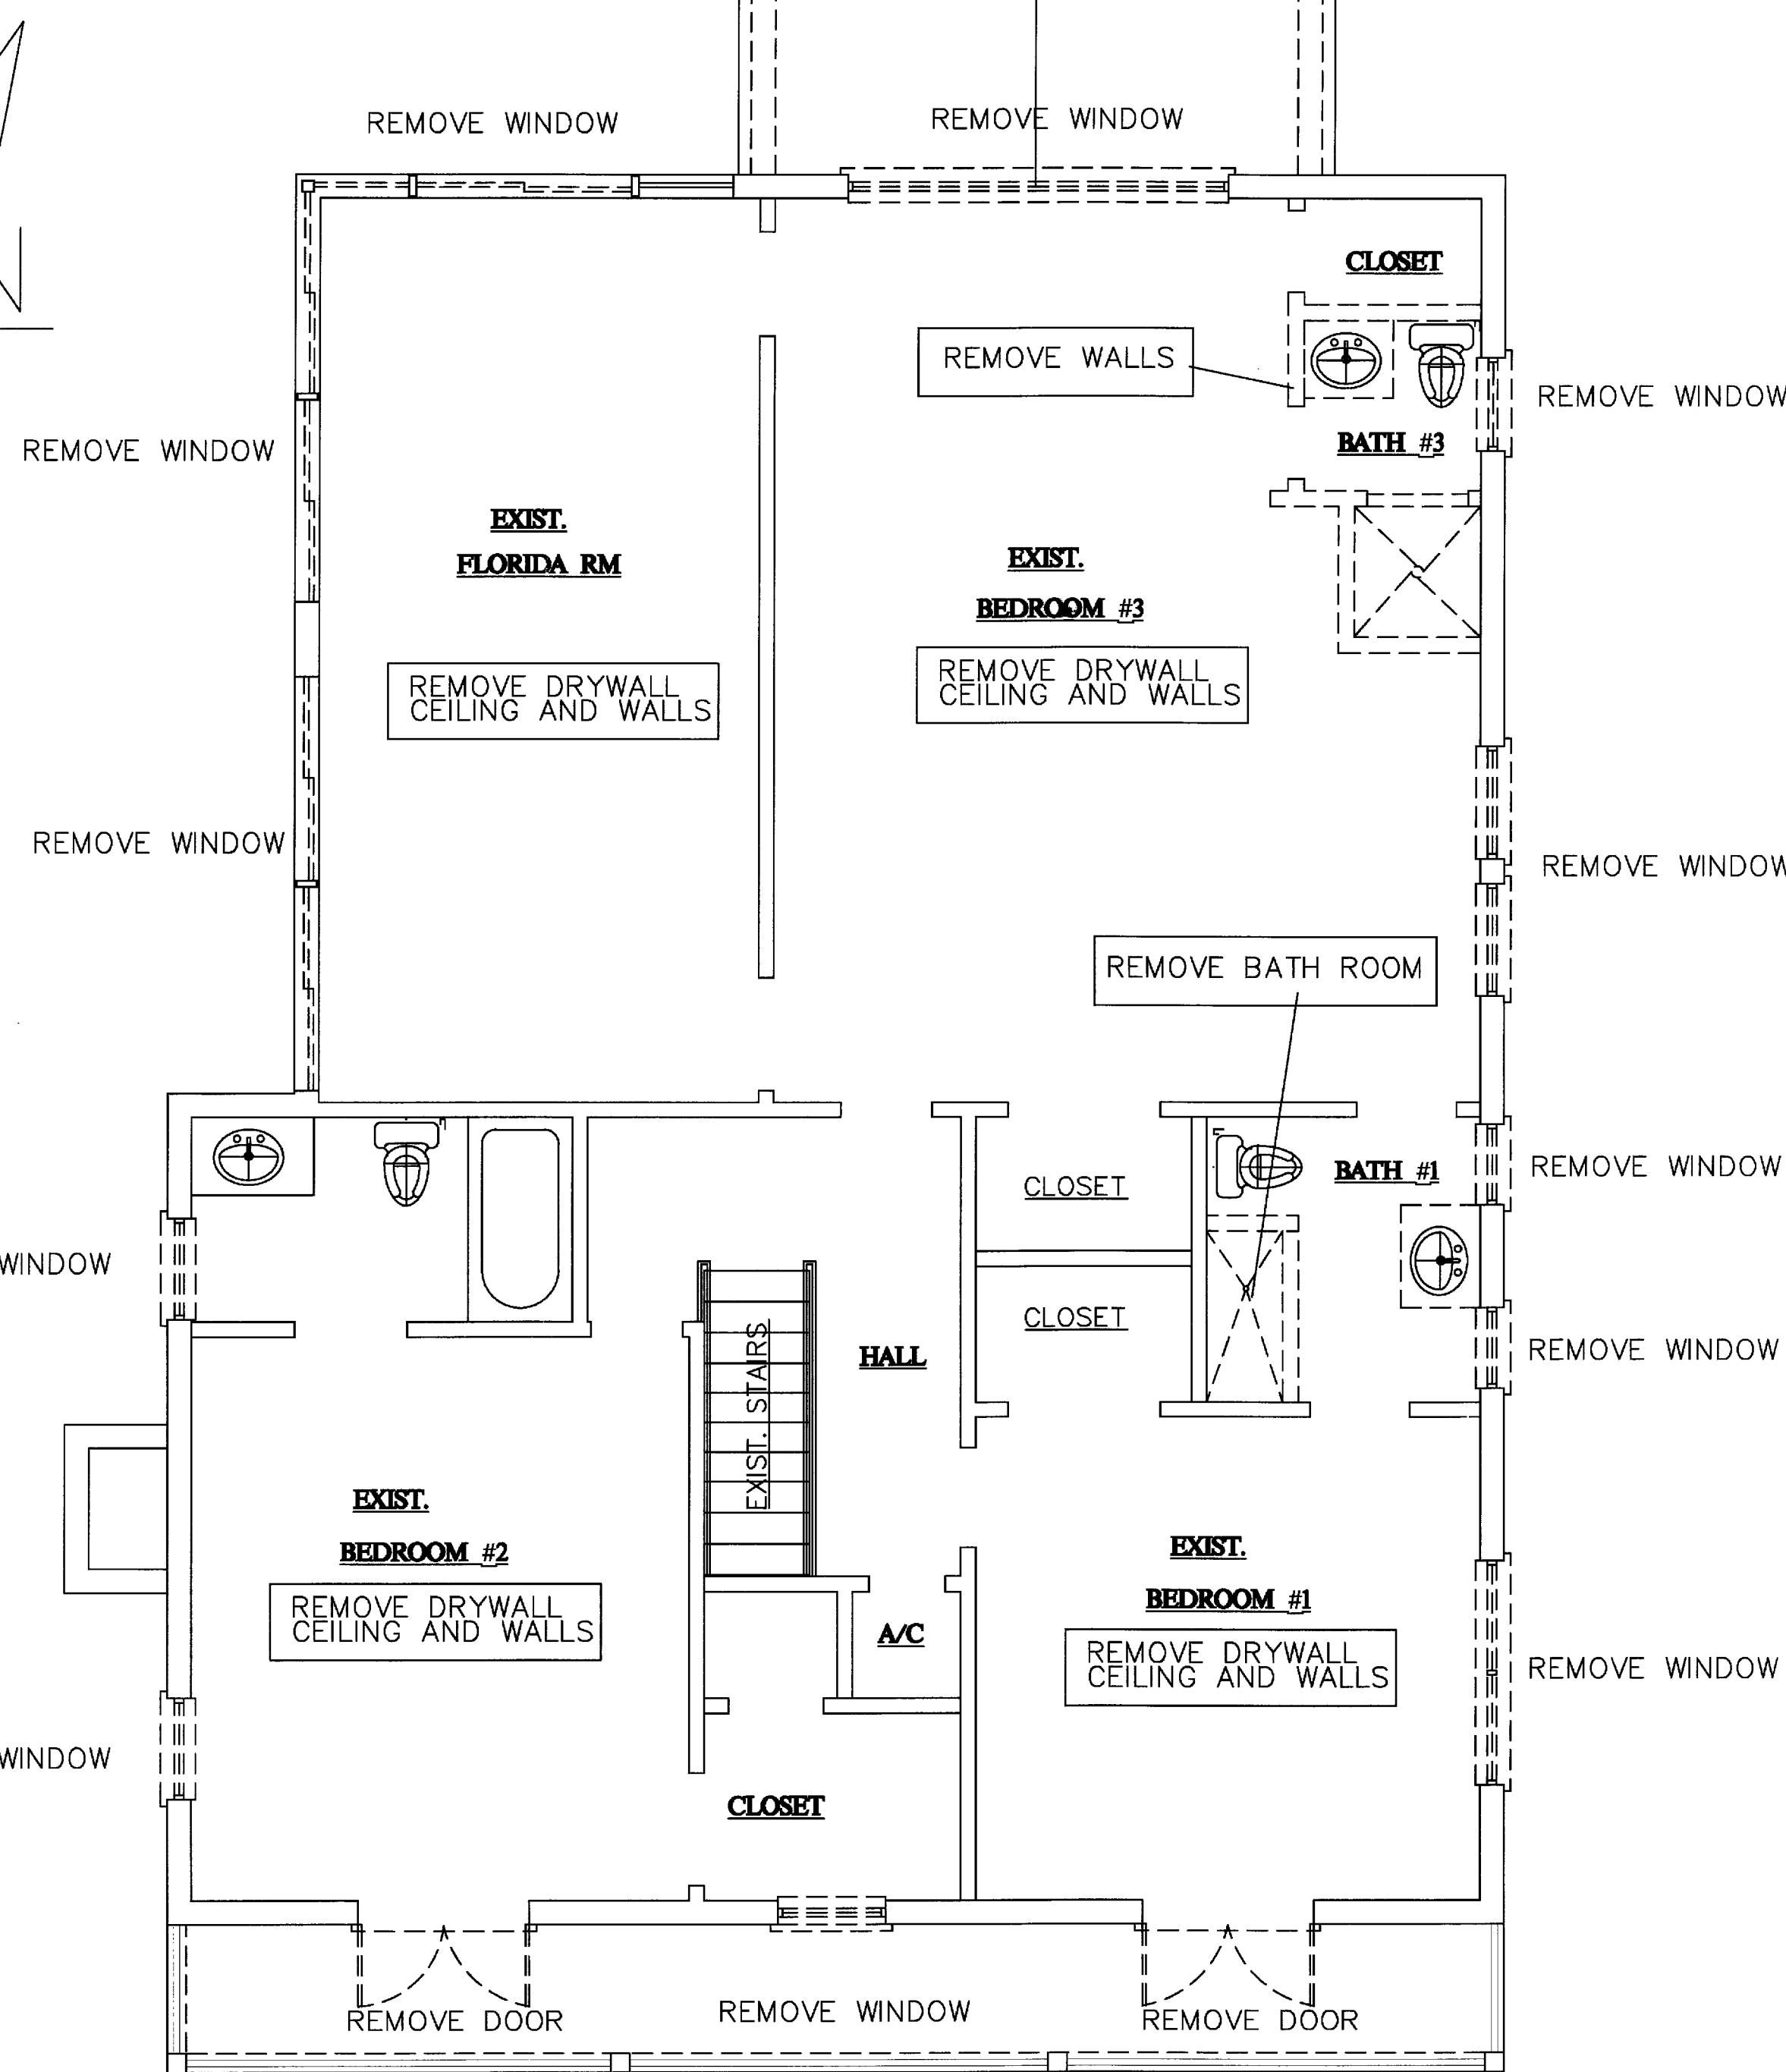 REMOVE WINDOW
REMOVE WINDOW
CLOSET
REMOVE WALLS
REMOVE WINDOW
BATH #3
REMOVE WINDOW
EXIST.
FLORIDA RM
EXIST.
BEDROOM #3
REMOVE DRYWALL
CEILING AND WALLS
REMOVE DRYWALL
CEILING AND WALLS
REMOVE WINDOW
REMOVE WINDOW
REMOVE BATH ROOM
BATH #1
REMOVE WINDOW
CLOSET
WINDOW
CLOSET
EXIST. STAIRS
HALL
REMOVE WINDOW
EXIST.
BEDROOM #2
REMOVE DRYWALL
CEILING AND WALLS
EXIST.
BEDROOM #1
REMOVE DRYWALL
CEILING AND WALLS
A/C
REMOVE WINDOW
WINDOW
CLOSET
REMOVE DOOR
REMOVE WINDOW
REMOVE DOOR